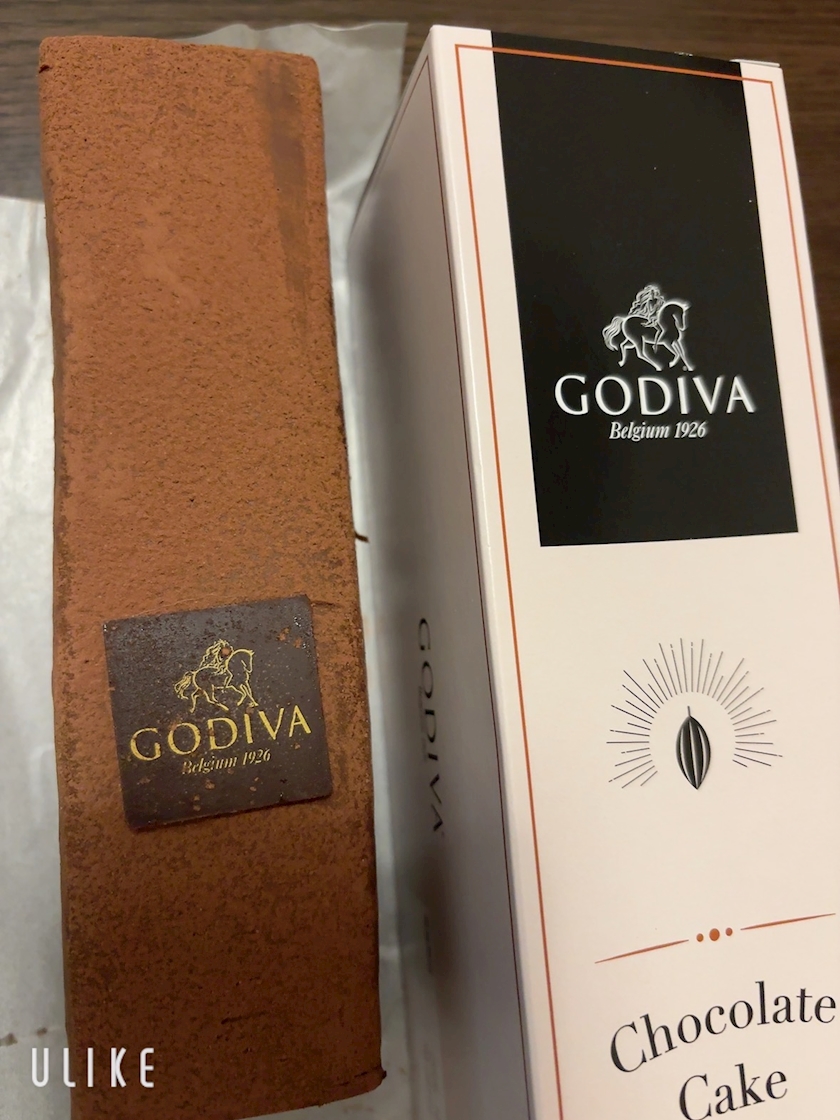 GODIVA
Belgium 1926
GODIVA
GODIVA
Belgium 1926
Chocolate
Cake
ULIKE